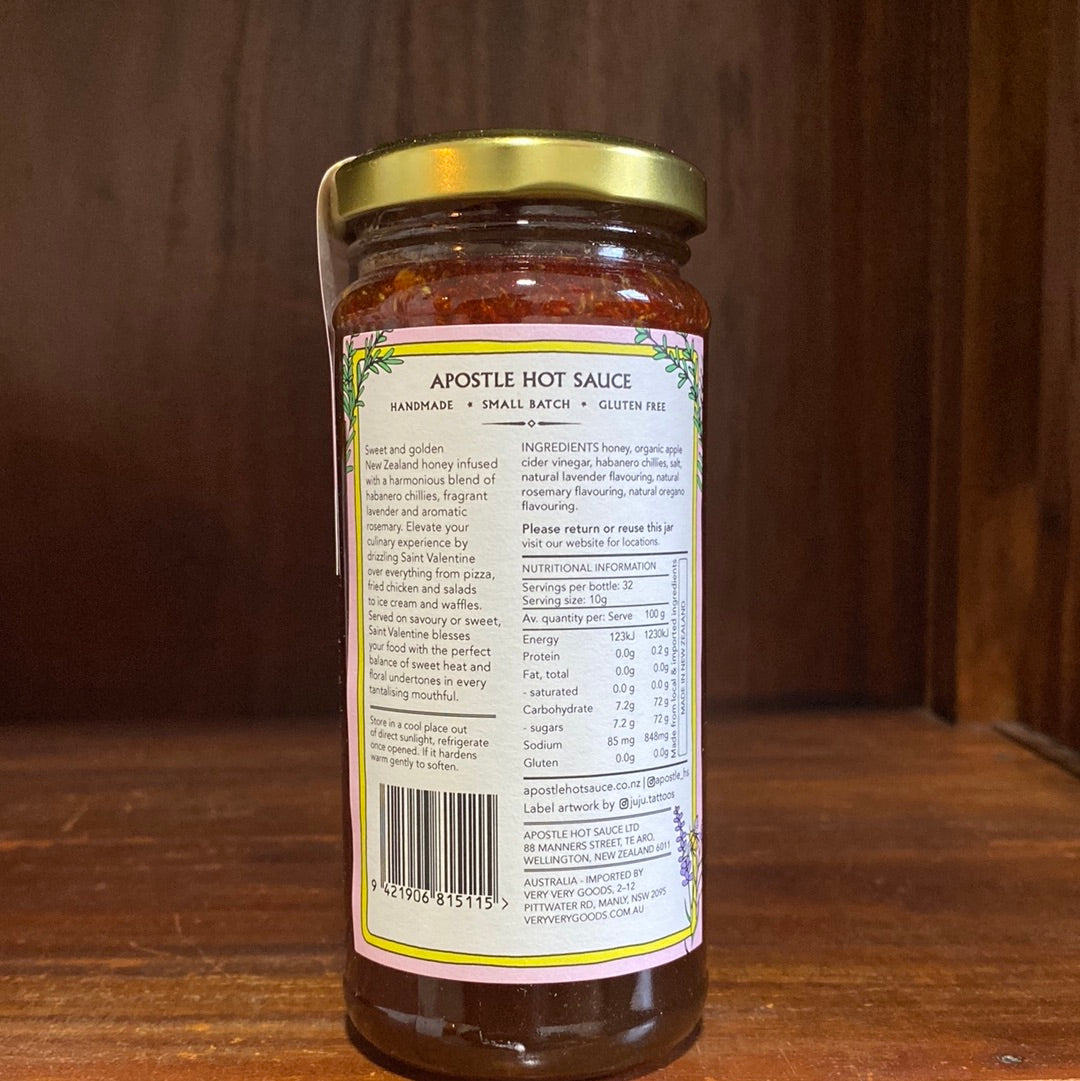 APOSTLE HOT SAUCE
HANDMADE * SMALL BATCH * GLUTEN FREE
Sweet and golden
New Zealand honey infused
with a harmonious blend of
habanero chillies, fragrant
lavender and aromatic
rosemary. Elevate your
culinary experience by
drizzling Saint Valentine
over everything from pizza,
fried chicken and salads
to ice cream and waffles.
Served on savoury or sweet,
Saint Valentine blesses
your food with the perfect
balance of sweet heat and
floral undertones in every
tantalising mouthful.
Store in a cool place out
of direct sunlight, refrigerate
once opened. If it hardens
warm gently to soften.
9 421906 815115 >
INGREDIENTS honey, organic apple
cider vinegar, habanero chillies, salt,
natural lavender flavouring, natural
rosemary flavouring, natural oregano
flavouring.
Please return or reuse this jar
visit our website for locations.
NUTRITIONAL INFORMATION
Servings per bottle: 32
Serving size: 10g
Av. quantity per: Serve 100 g
Energy 123kJ 1230kJ
Protein 0.0g 0.2 g
Fat, total 0.0g 0.0g
- saturated 0.0 g 0.0 g
Carbohydrate 7.2g 72 g
- sugars 7.2 g 72 g
Sodium 85 mg 848mg
Gluten 0.0g 0.0g
Made from local & imported ingredients
MADE IN NEW ZEALAND
apostlehotsauce.co.nz | apostle_hs
Label artwork by juju.tattoos
APOSTLE HOT SAUCE LTD
88 MANNERS STREET, TE ARO,
WELLINGTON, NEW ZEALAND 6011
AUSTRALIA - IMPORTED BY
VERY VERY GOODS, 2-12
PITTWATER RD, MANLY, NSW 2095
VERYVERYGOODS.COM.AU